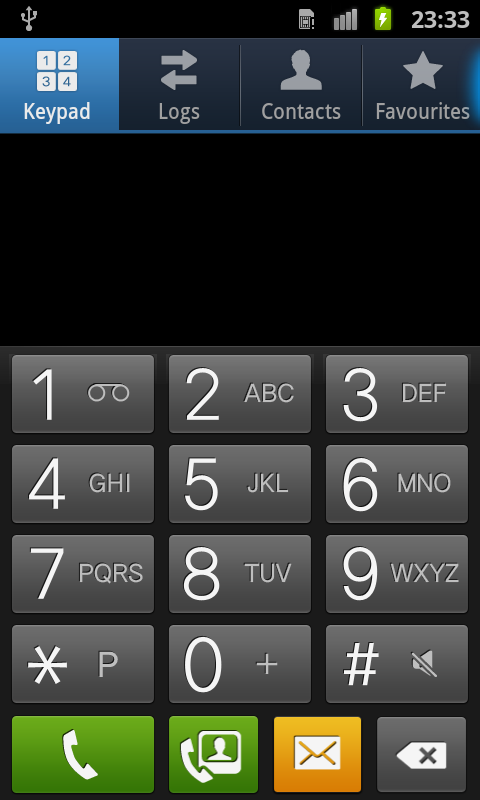 23:33
1 2
3 4
Keypad Logs Contacts Favourites
1 2 ABC 3 DEF
4 GHI 5 JKL 6 MNO
7 PQRS 8 TUV 9 WXYZ
* P 0 + #